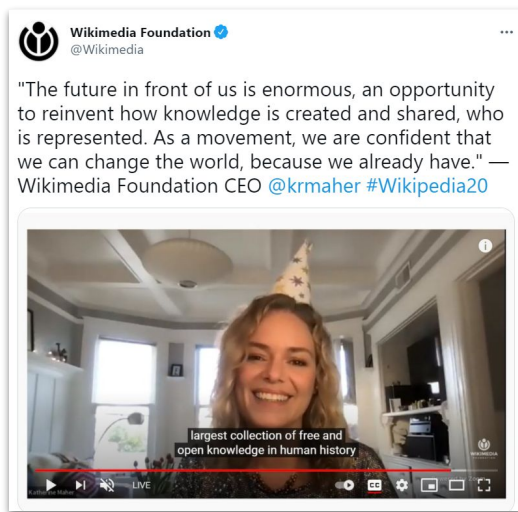 Wikimedia Foundation
@Wikimedia
"The future in front of us is enormous, an opportunity
to reinvent how knowledge is created and shared, who
is represented. As a movement, we are confident that
we can change the world, because we already have." —
Wikimedia Foundation CEO @krmaher #Wikipedia20
largest collection of free and
open knowledge in human history
WIKIMEDIA
LIVE
CC
Katherine Maher